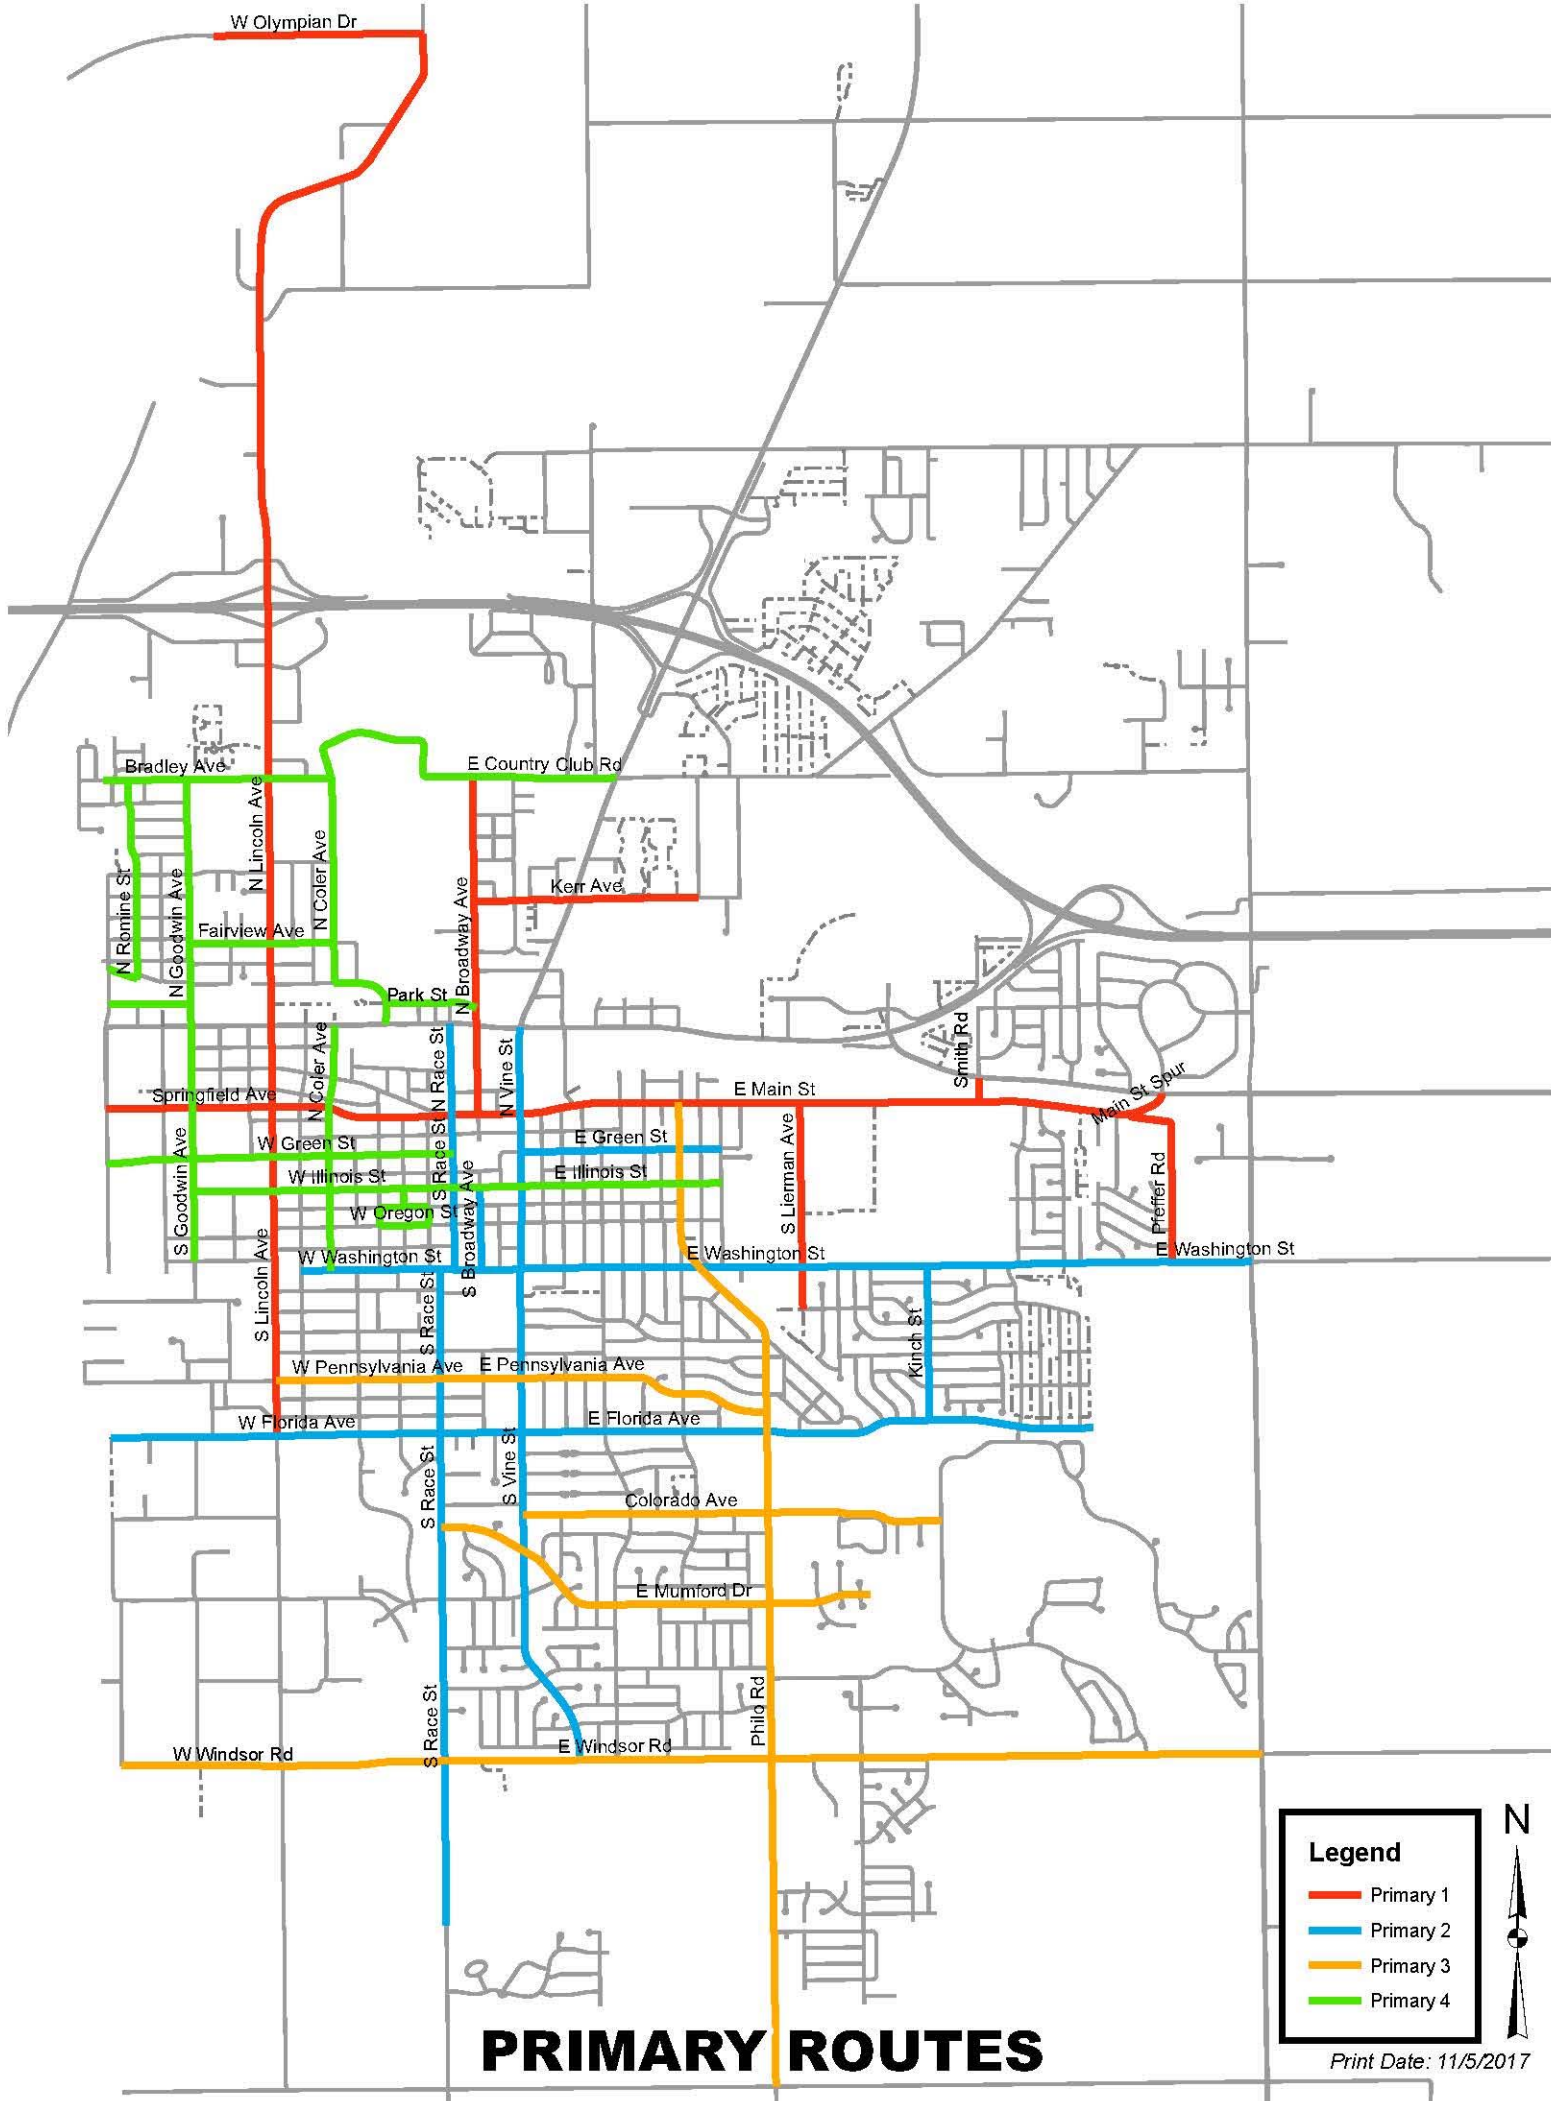 W Olympian Dr
Bradley Ave
E Country Club Rd
N Lincoln Ave
N Coler Ave
N Romine St
N Goodwin Ave
Fairview Ave
N Broadway Ave
Kerr Ave
Park St
N Coler Ave
N Race St
N Vine St
Smith Rd
Springfield Ave
E Main St
Main St Spur
W Green St
E Green St
S Race St
S Goodwin Ave
W Illinois St
E Illinois St
S Lierman Ave
Pfeffer Rd
W Oregon St
S Broadway Ave
W Washington St
E Washington St
E Washington St
S Lincoln Ave
S Race St
Kinch St
W Pennsylvania Ave
E Pennsylvania Ave
W Florida Ave
E Florida Ave
S Race St
S Vine St
Colorado Ave
E Mumford Dr
S Race St
Philo Rd
W Windsor Rd
E Windsor Rd
N
Legend
Primary 1
Primary 2
Primary 3
Primary 4
PRIMARY ROUTES
Print Date: 11/5/2017